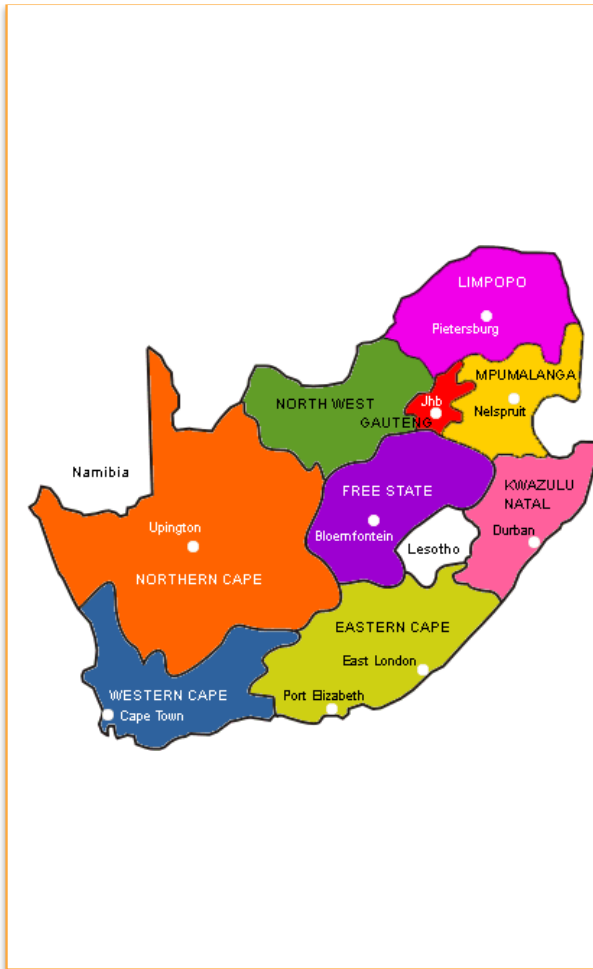 LIMPOPO
Pietersburg
MPUMALANGA
Jhb
Nelspruit
NORTH WEST
GAUTENG
Namibia
FREE STATE
KWAZULU
NATAL
Upington
Bloemfontein
Durban
Lesotho
NORTHERN CAPE
EASTERN CAPE
East London
WESTERN CAPE
Port Elizabeth
Cape Town